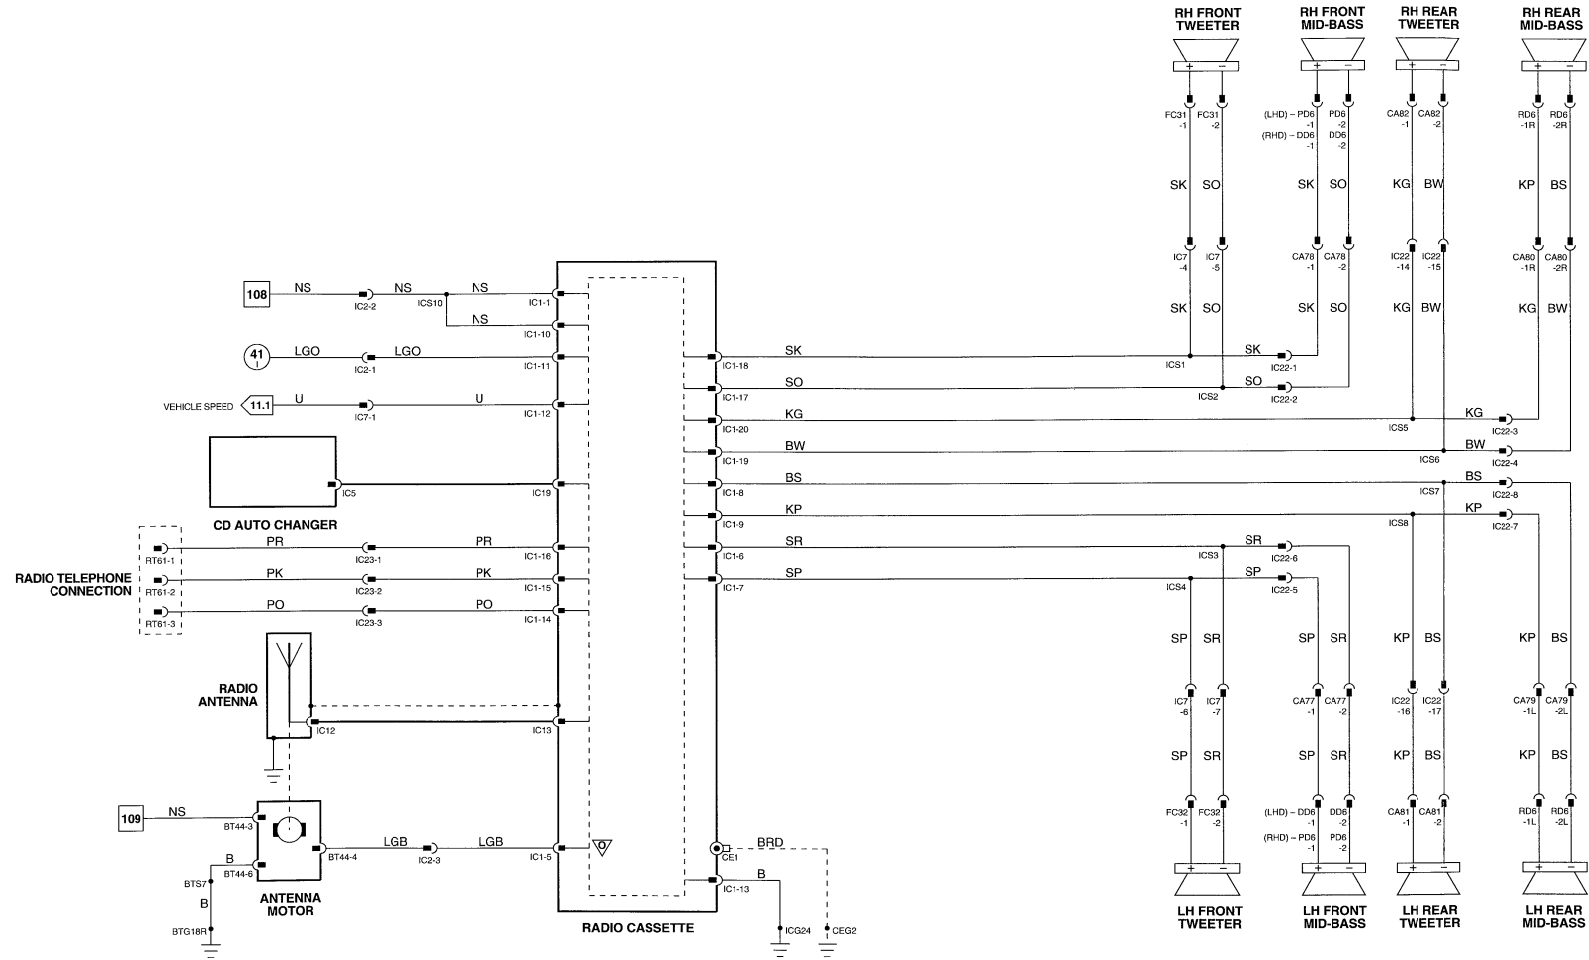 RH FRONT TWEETER
RH FRONT MID-BASS
RH REAR TWEETER
RH REAR MID-BASS
+ − + − + − + −
FC31 -1
FC31 -2
(LHD) – PD6 -1
PD6 -2
(RHD) – DD6 -1
DD6 -2
CA82 -1
CA82 -2
RD6 -1R
RD6 -2R
SK SO SK SO KG BW KP BS
IC7 -4
IC7 -5
CA78 -1
CA78 -2
IC22 -14
IC22 -15
CA80 -1R
CA80 -2R
SK SO SK SO KG BW KG BW
108 NS IC2-2 NS ICS10 NS IC1-1
NS IC1-10
41 I LGO IC2-1 LGO IC1-11
VEHICLE SPEED 11.1 U IC7-1 U IC1-12
IC5 IC19
CD AUTO CHANGER
RT61-1 PR IC23-1 PR IC1-16
RADIO TELEPHONE CONNECTION
RT61-2 PK IC23-2 PK IC1-15
RT61-3 PO IC23-3 PO IC1-14
RADIO ANTENNA
IC12 IC13
109 NS BT44-3
BT44-4 LGB IC2-3 LGB IC1-5 O
B BT44-6
BTS7
B
BTG18R
ANTENNA MOTOR
IC1-18 SK ICS1 SK IC22-1
IC1-17 SO ICS2 SO IC22-2
IC1-20 KG ICS5 KG IC22-3
IC1-19 BW ICS6 BW IC22-4
IC1-8 BS ICS7 BS IC22-8
IC1-9 KP ICS8 KP IC22-7
IC1-6 SR ICS3 SR IC22-6
IC1-7 SP ICS4 SP IC22-5
CE1 BRD
IC1-13 B
ICG24 CEG2
RADIO CASSETTE
SP SR SP SR KP BS KP BS
IC7 -6
IC7 -7
CA77 -1
CA77 -2
IC22 -16
IC22 -17
CA79 -1L
CA79 -2L
SP SR SP SR KP BS KP BS
FC32 -1
FC32 -2
(LHD) – DD6 -1
DD6 -2
(RHD) – PD6 -1
PD6 -2
CA81 -1
CA81 -2
RD6 -1L
RD6 -2L
+ − + − + − + −
LH FRONT TWEETER
LH FRONT MID-BASS
LH REAR TWEETER
LH REAR MID-BASS